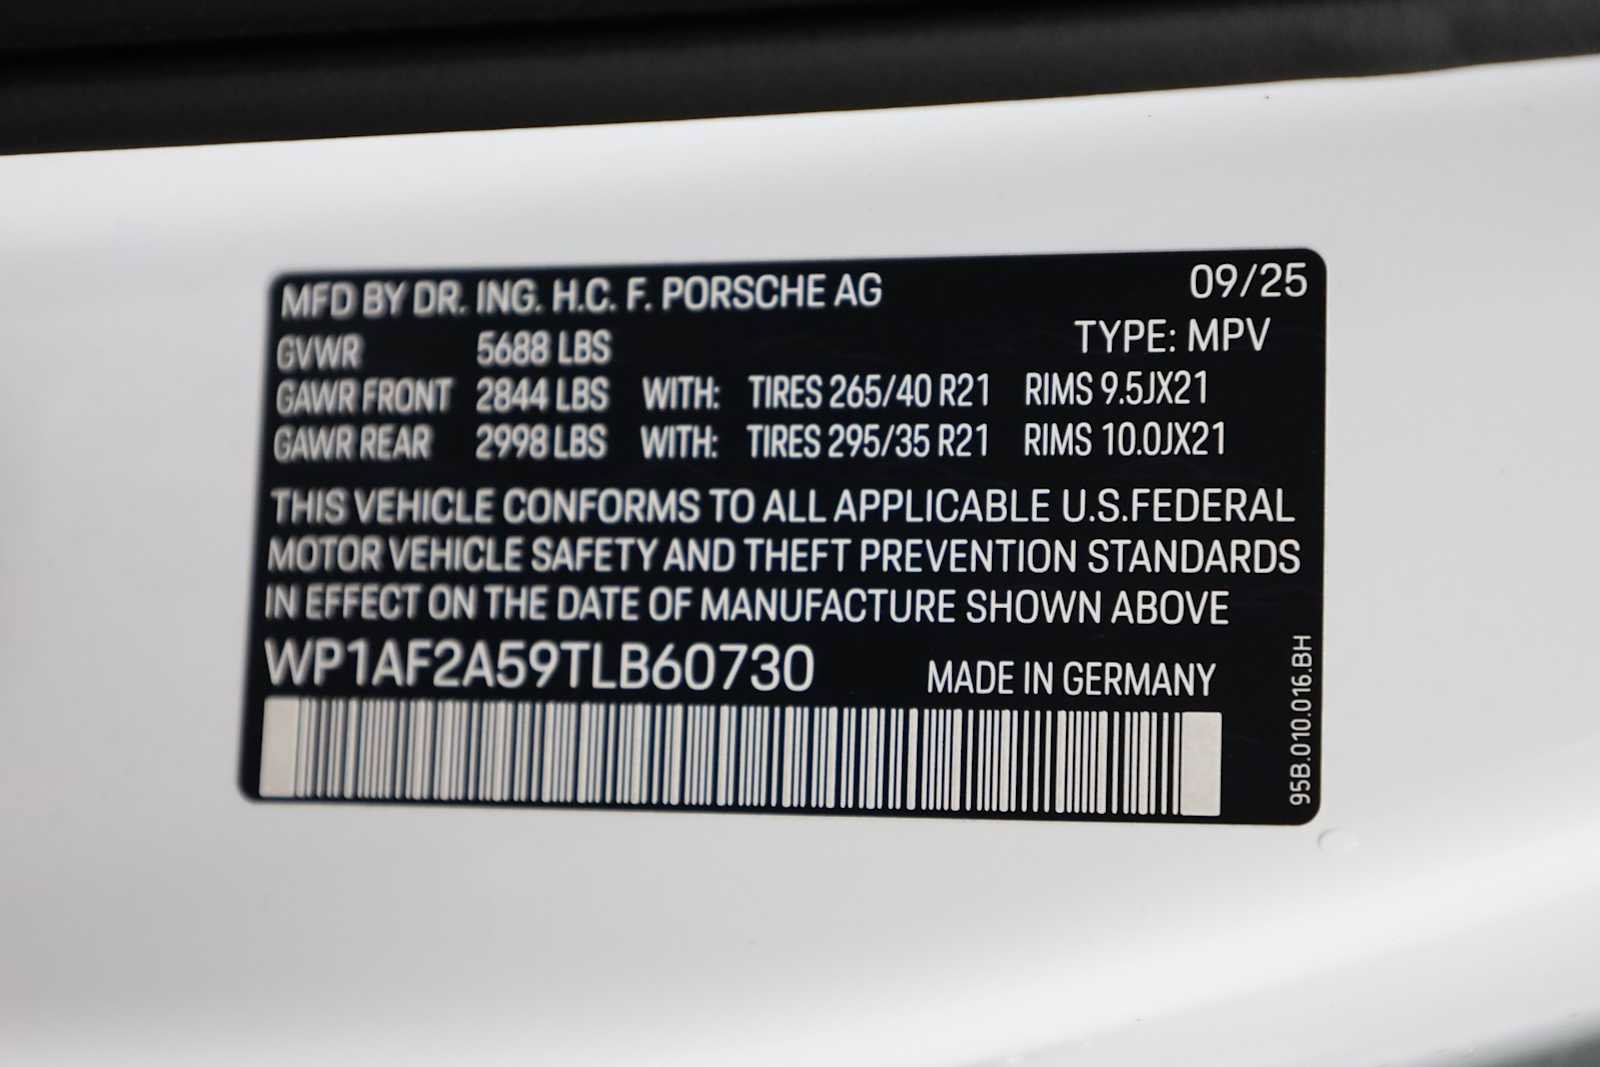 MFD BY DR. ING. H.C. F. PORSCHE AG 09/25
GVWR 5688 LBS TYPE: MPV
GAWR FRONT 2844 LBS WITH: TIRES 265/40 R21 RIMS 9.5JX21
GAWR REAR 2998 LBS WITH: TIRES 295/35 R21 RIMS 10.0JX21
THIS VEHICLE CONFORMS TO ALL APPLICABLE U.S.FEDERAL
MOTOR VEHICLE SAFETY AND THEFT PREVENTION STANDARDS
IN EFFECT ON THE DATE OF MANUFACTURE SHOWN ABOVE
WP1AF2A59TLB60730 MADE IN GERMANY
95B.010.016.BH